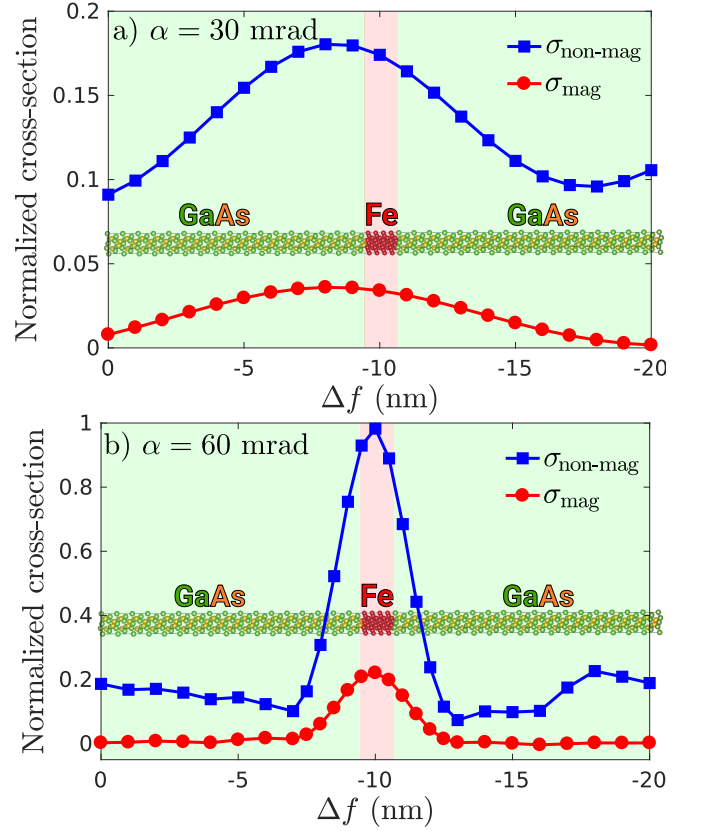 a) α = 30 mrad
σnon-mag
σmag
Normalized cross-section
0.2
0.15
0.1
0.05
0
GaAs Fe GaAs
0 -5 -10 -15 -20
Δf (nm)
b) α = 60 mrad
σnon-mag
σmag
Normalized cross-section
1
0.8
0.6
0.4
0.2
0
GaAs Fe GaAs
0 -5 -10 -15 -20
Δf (nm)